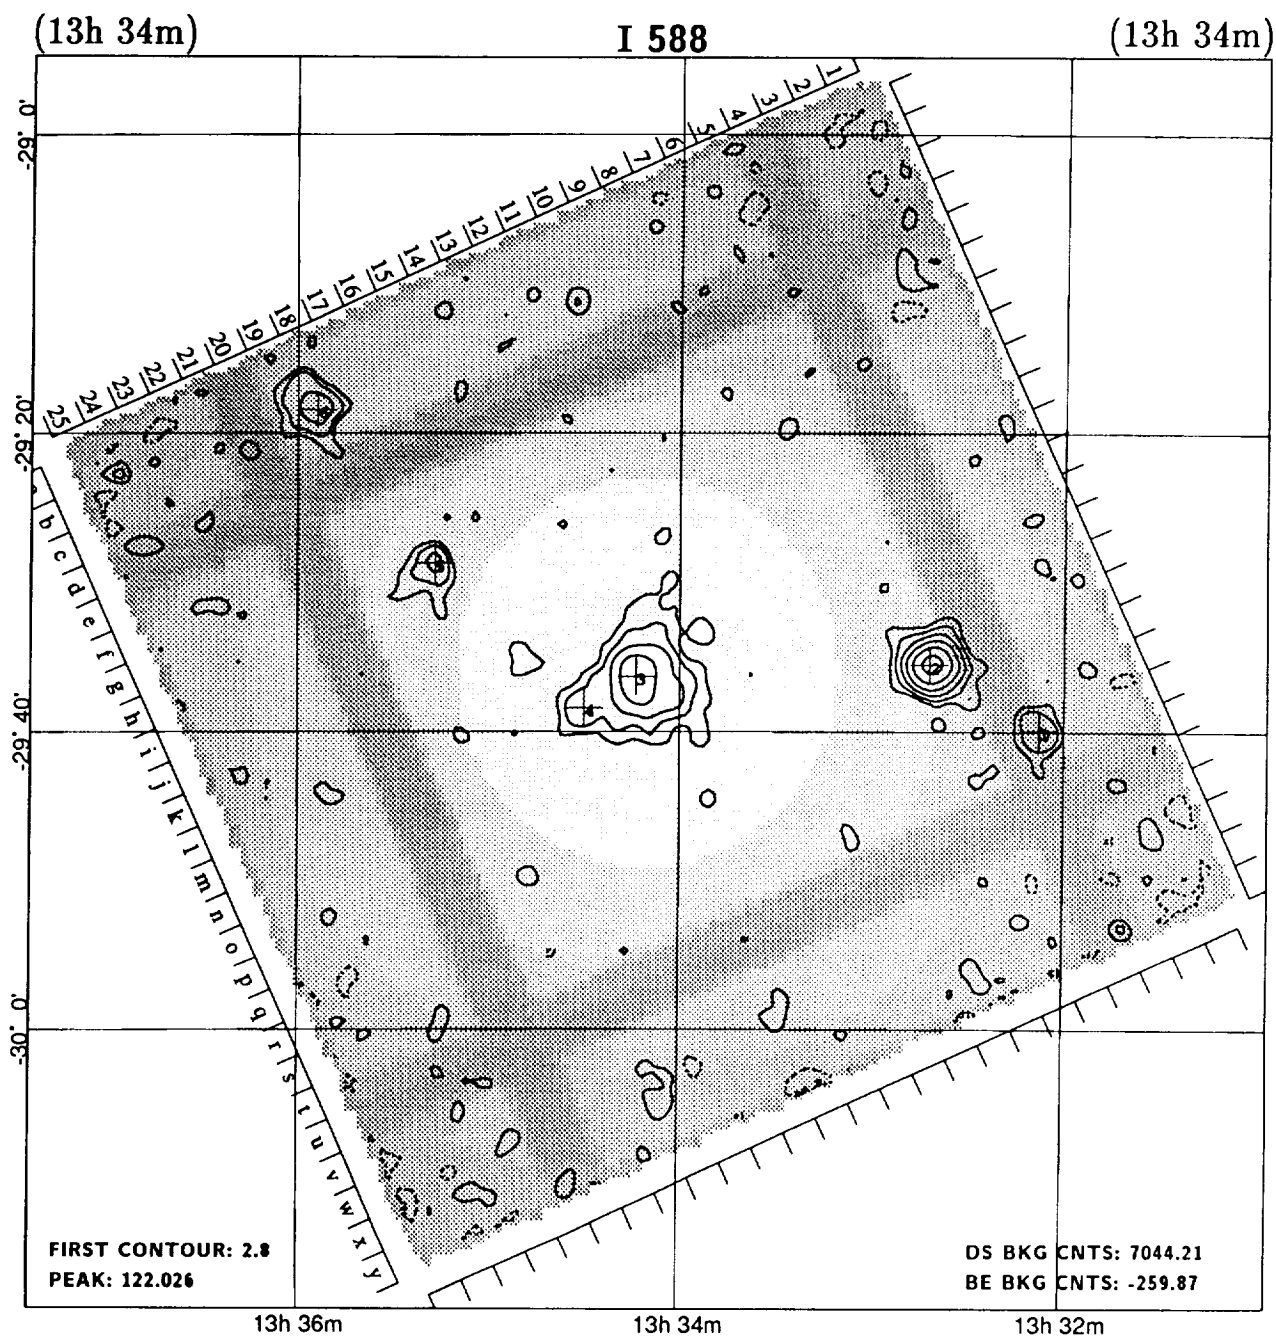 (13h 34m)
I 588
(13h 34m)
-29° 0'
-29° 20'
-29° 40'
-30° 0'
1 2 3 4 5 6 7 8 9 10 11 12 13 14 15 16 17 18 19 20 21 22 23 24 25
b c d e f g h i j k l m n o p q r s t u v w x y
FIRST CONTOUR: 2.8
PEAK: 122.026
DS BKG CNTS: 7044.21
BE BKG CNTS: -259.87
13h 36m
13h 34m
13h 32m